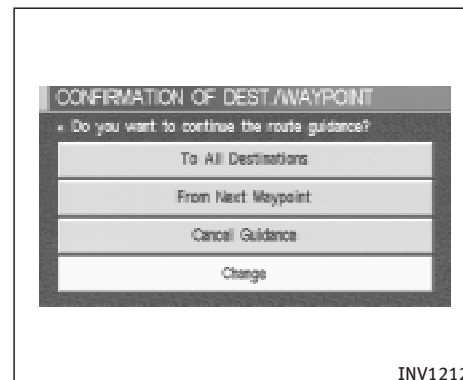 CONFIRMATION OF DEST./WAYPOINT
Do you want to continue the route guidance?
To All Destinations
From Next Waypoint
Cancel Guidance
Change
INV1212